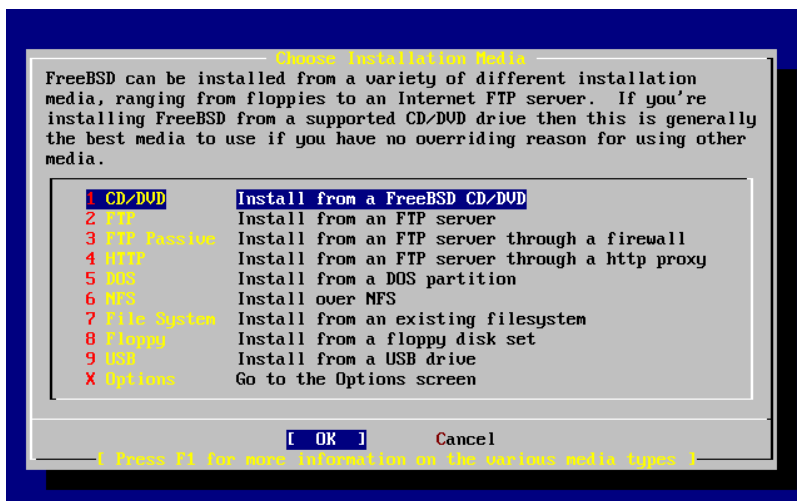 Choose Installation Media
FreeBSD can be installed from a variety of different installation
media, ranging from floppies to an Internet FTP server.  If you're
installing FreeBSD from a supported CD/DVD drive then this is generally
the best media to use if you have no overriding reason for using other
media.
1 CD/DVD Install from a FreeBSD CD/DVD
2 FTP Install from an FTP server
3 FTP Passive Install from an FTP server through a firewall
4 HTTP Install from an FTP server through a http proxy
5 DOS Install from a DOS partition
6 NFS Install over NFS
7 File System Install from an existing filesystem
8 Floppy Install from a floppy disk set
9 USB Install from a USB drive
X Options Go to the Options screen
[ OK ] Cancel
[ Press F1 for more information on the various media types ]